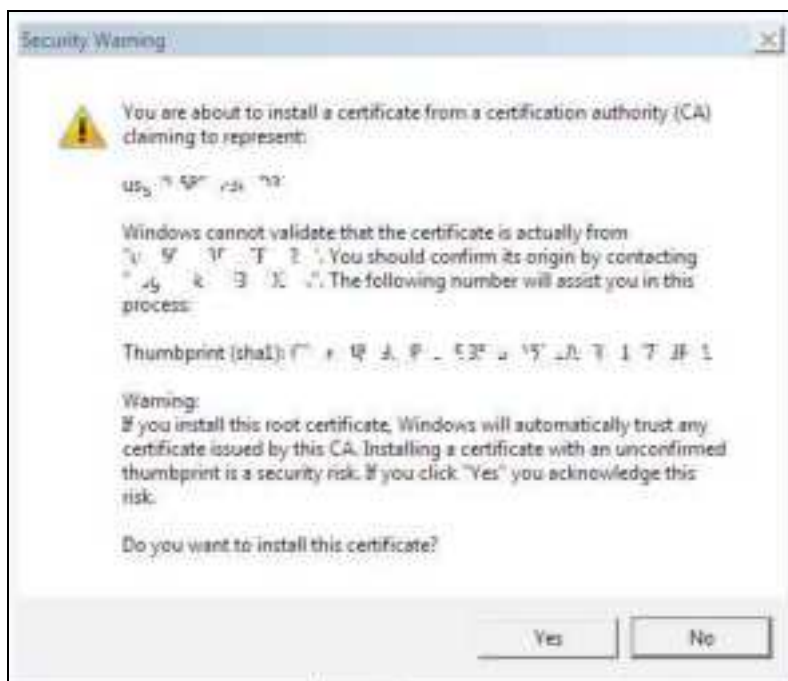 Security Warning
You are about to install a certificate from a certification authority (CA)
claiming to represent:
Windows cannot validate that the certificate is actually from
You should confirm its origin by contacting
The following number will assist you in this
process:
Thumbprint (sha1):
Warning:
If you install this root certificate, Windows will automatically trust any
certificate issued by this CA. Installing a certificate with an unconfirmed
thumbprint is a security risk. If you click "Yes" you acknowledge this
risk.
Do you want to install this certificate?
Yes No